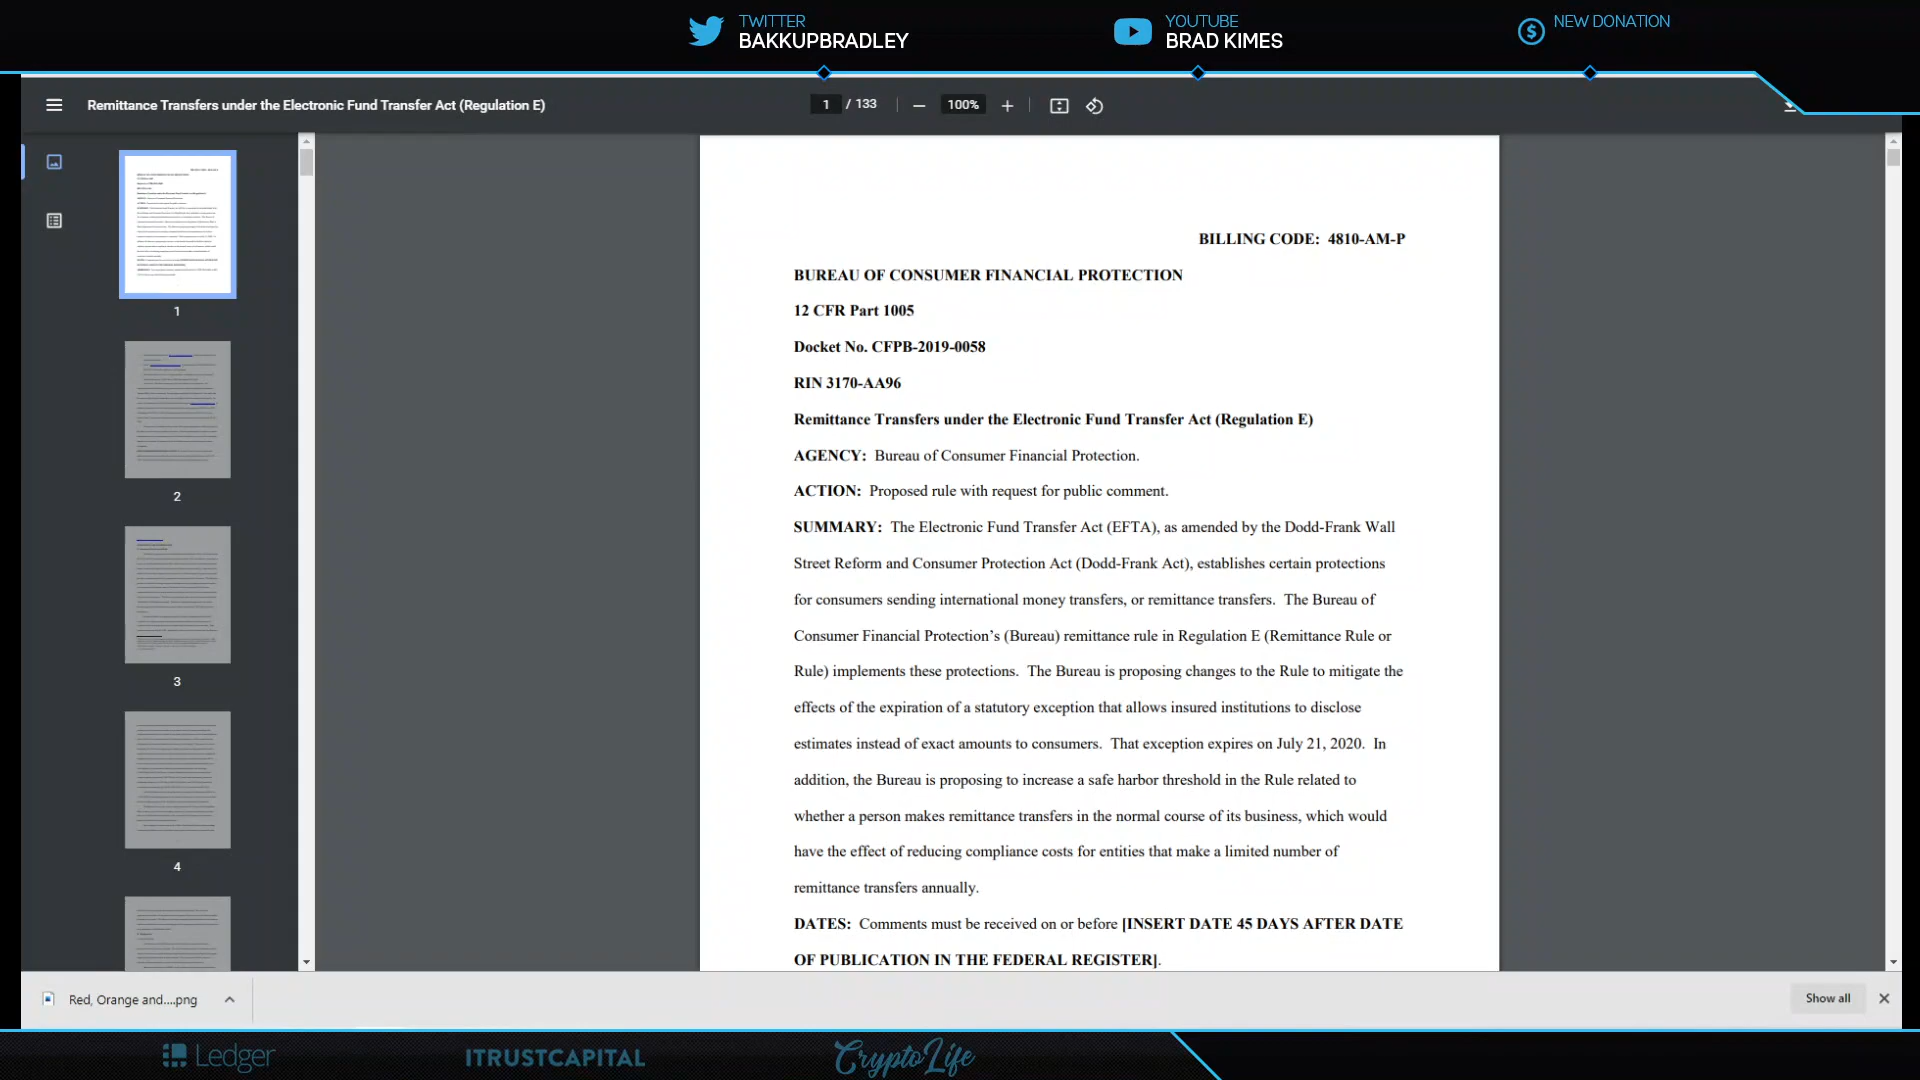 TWITTER
BAKKUPBRADLEY
YOUTUBE
BRAD KIMES
NEW DONATION
Remittance Transfers under the Electronic Fund Transfer Act (Regulation E)
1 / 133
100%
1
2
3
4
BILLING CODE: 4810-AM-P
BUREAU OF CONSUMER FINANCIAL PROTECTION
12 CFR Part 1005
Docket No. CFPB-2019-0058
RIN 3170-AA96
Remittance Transfers under the Electronic Fund Transfer Act (Regulation E)
AGENCY: Bureau of Consumer Financial Protection.
ACTION: Proposed rule with request for public comment.
SUMMARY: The Electronic Fund Transfer Act (EFTA), as amended by the Dodd-Frank Wall
Street Reform and Consumer Protection Act (Dodd-Frank Act), establishes certain protections
for consumers sending international money transfers, or remittance transfers. The Bureau of
Consumer Financial Protection’s (Bureau) remittance rule in Regulation E (Remittance Rule or
Rule) implements these protections. The Bureau is proposing changes to the Rule to mitigate the
effects of the expiration of a statutory exception that allows insured institutions to disclose
estimates instead of exact amounts to consumers. That exception expires on July 21, 2020. In
addition, the Bureau is proposing to increase a safe harbor threshold in the Rule related to
whether a person makes remittance transfers in the normal course of its business, which would
have the effect of reducing compliance costs for entities that make a limited number of
remittance transfers annually.
DATES: Comments must be received on or before [INSERT DATE 45 DAYS AFTER DATE
OF PUBLICATION IN THE FEDERAL REGISTER].
Red, Orange and....png
Show all
Ledger
ITRUSTCAPITAL
CryptoLife